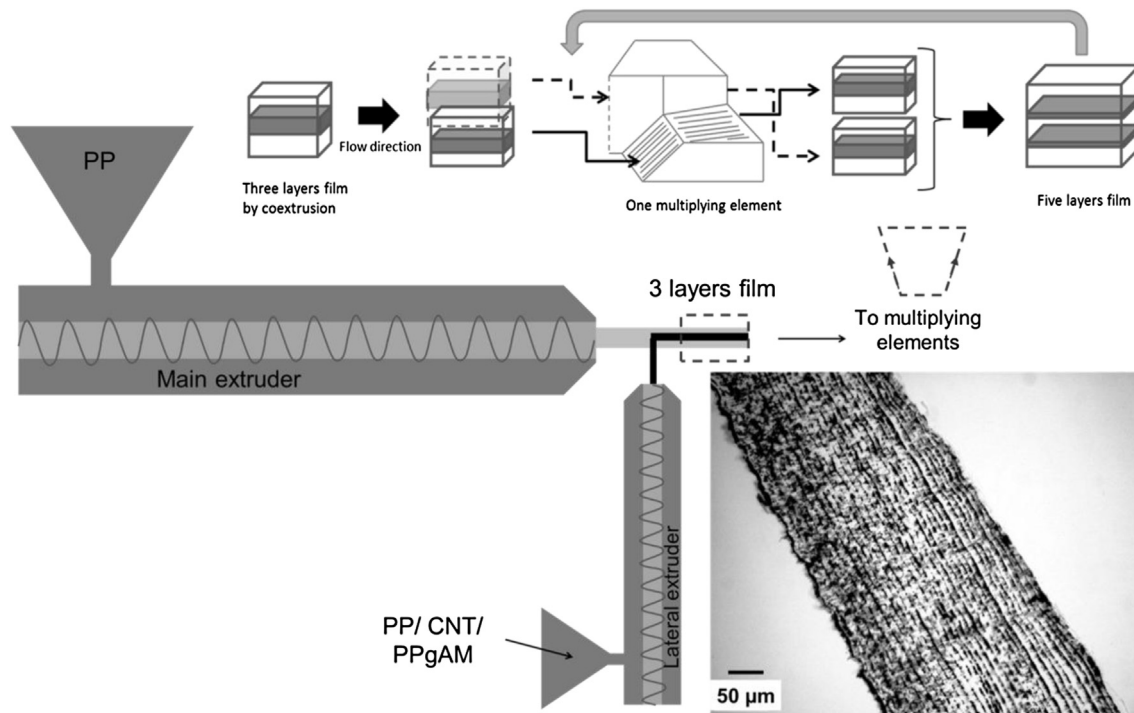 Flow direction
Three layers film
by coextrusion
One multiplying element
Five layers film
PP
3 layers film
To multiplying
elements
Main extruder
Lateral extruder
PP/ CNT/
PPgAM
50 µm